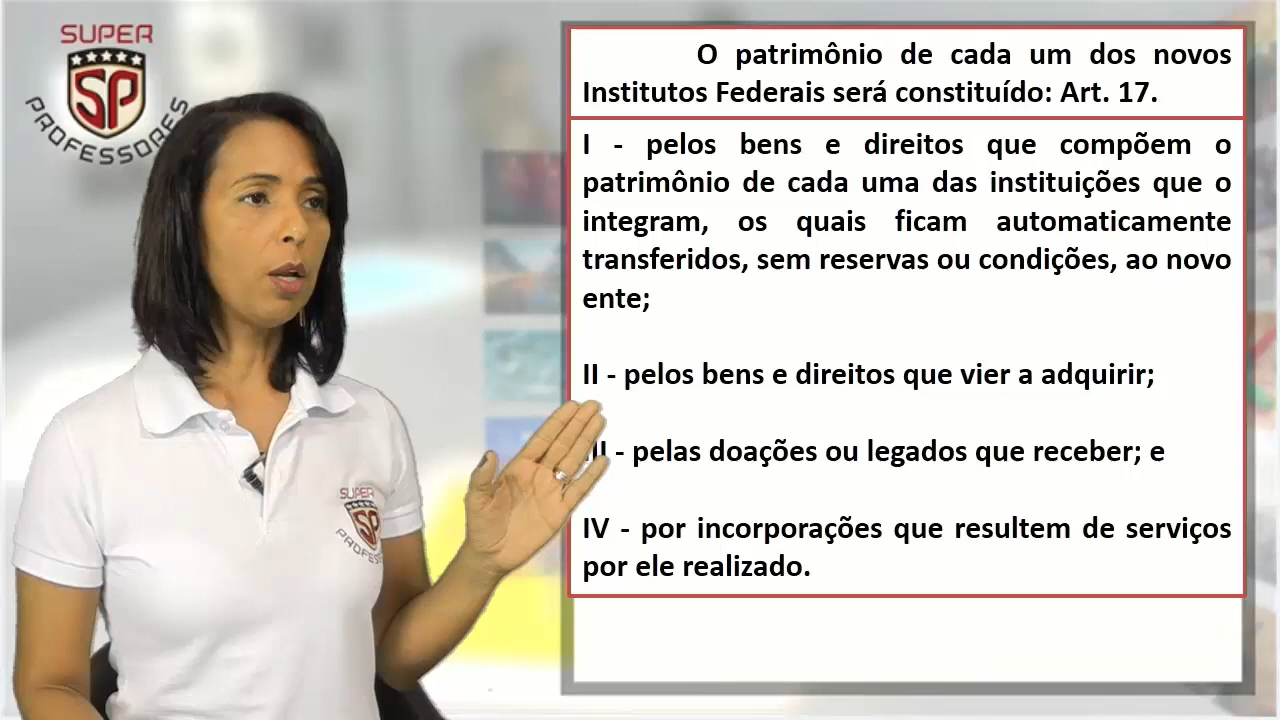 SUPER
SP
PROFESSORES
O patrimônio de cada um dos novos
Institutos Federais será constituído: Art. 17.
I - pelos bens e direitos que compõem o
patrimônio de cada uma das instituições que o
integram, os quais ficam automaticamente
transferidos, sem reservas ou condições, ao novo
ente;
II - pelos bens e direitos que vier a adquirir;
III - pelas doações ou legados que receber; e
IV - por incorporações que resultem de serviços
por ele realizado.
SUPER
SP